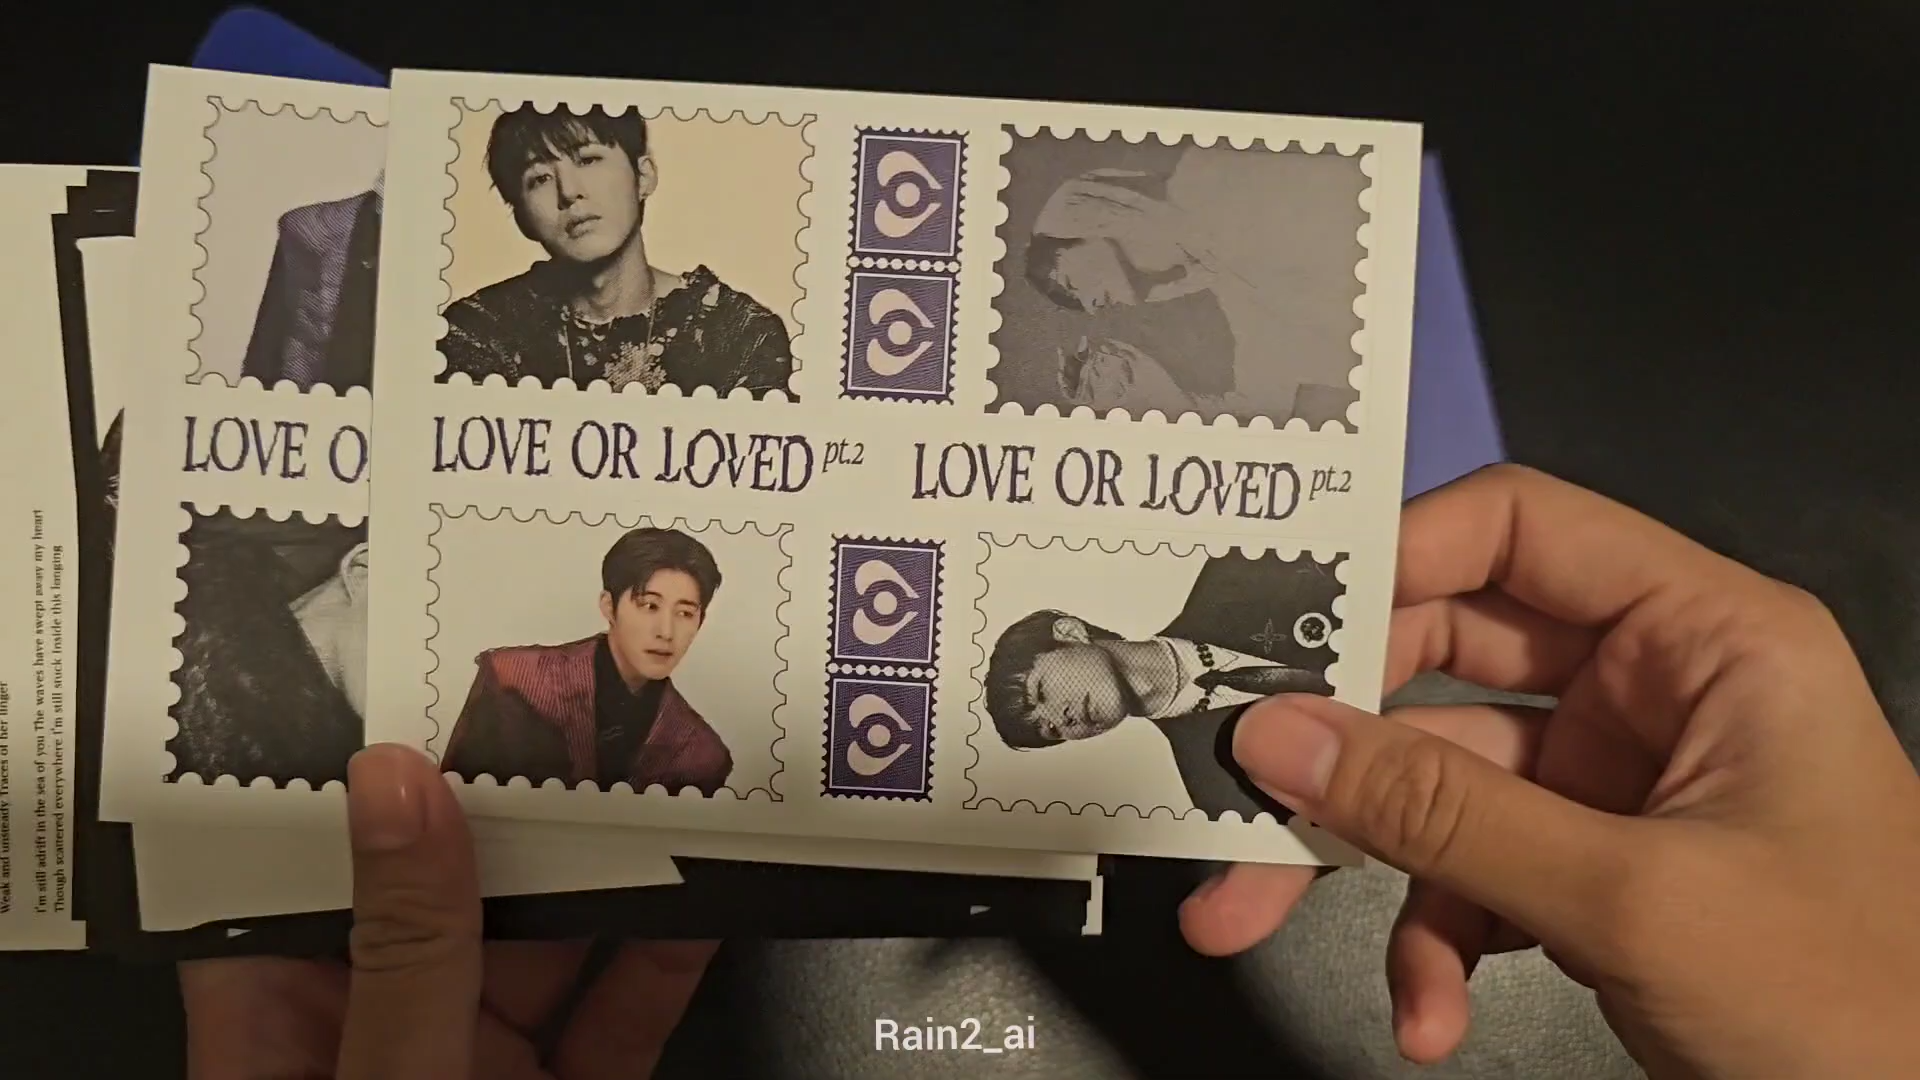 LOVE O
LOVE OR LOVED pt.2
LOVE OR LOVED pt.2
Weak and unsteady Traces of her linger
I'm still adrift in the sea of you The waves have swept away my heart
Though scattered everywhere I'm still stuck Inside this longing
Rain2_ai